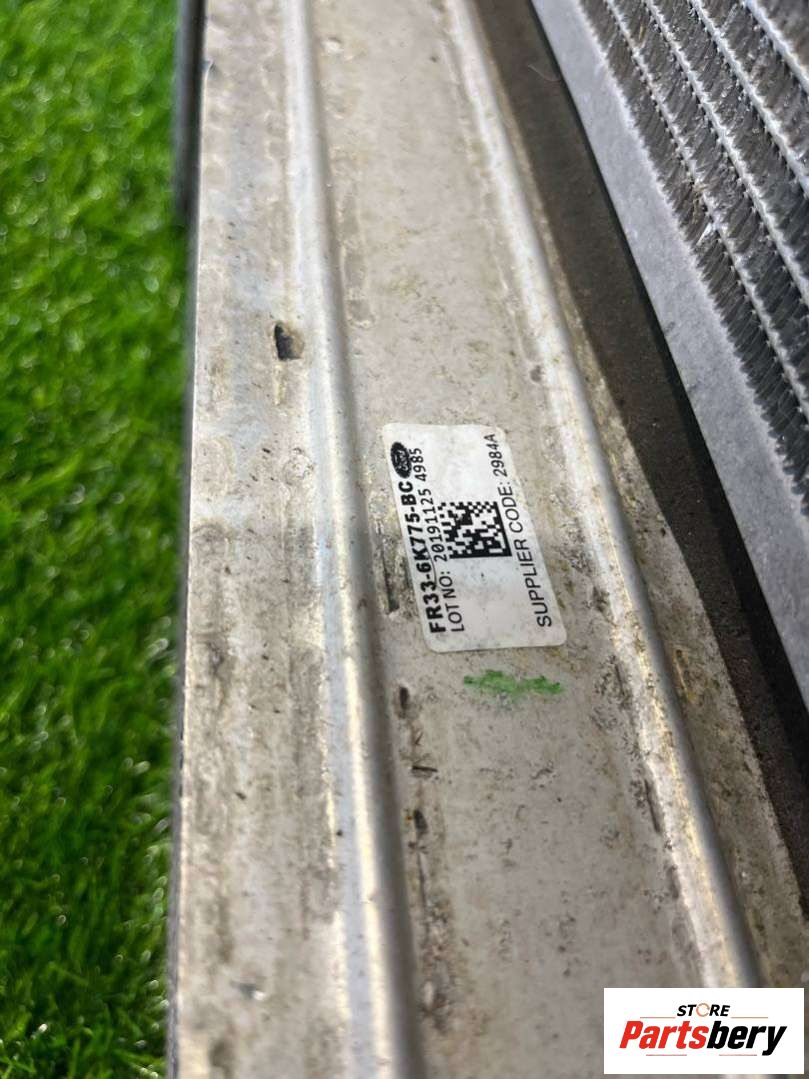 FR33-6K775-BC
LOT NO: 20191125 4985
SUPPLIER CODE: 2984A
STORE
Partsbery